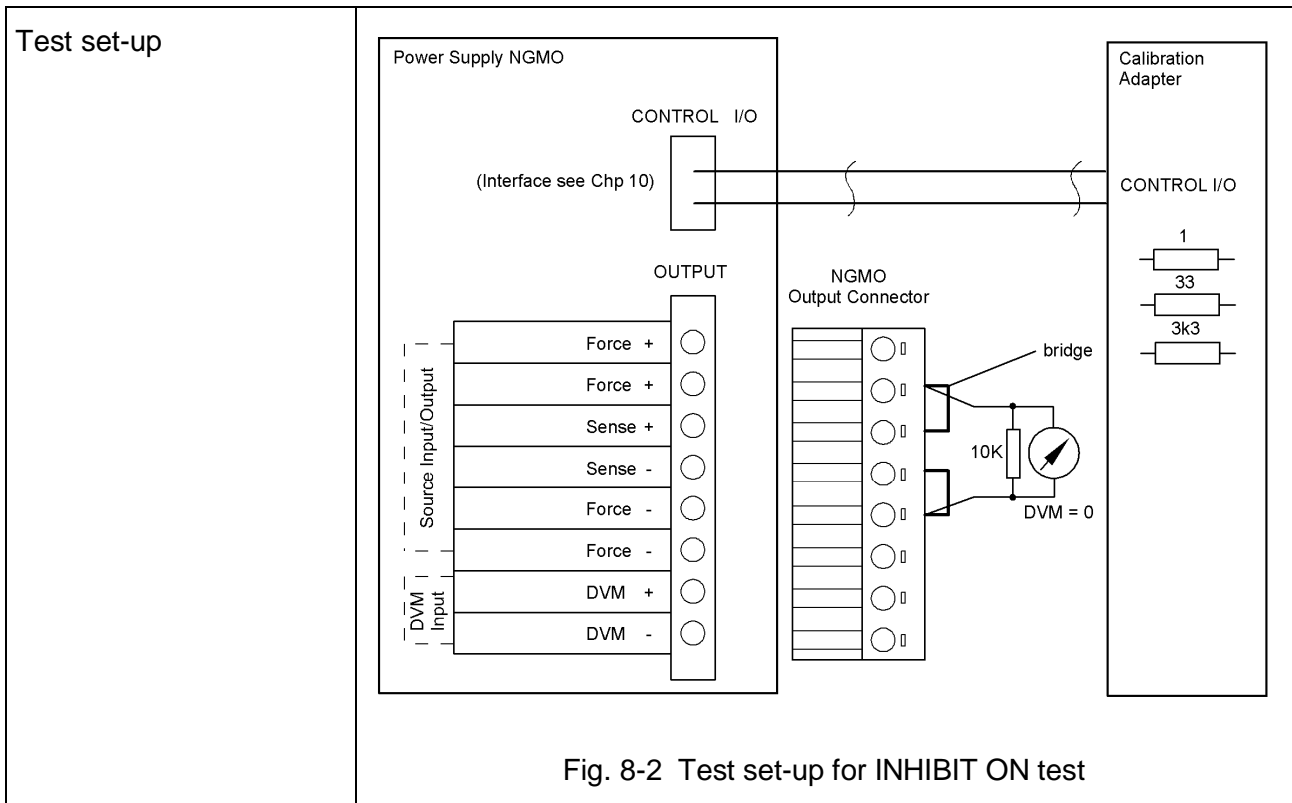 Test set-up
Power Supply NGMO
Calibration
Adapter
CONTROL I/O
(Interface see Chp 10)
CONTROL I/O
1
33
3k3
OUTPUT
NGMO
Output Connector
bridge
Source Input/Output
Force +
Force +
Sense +
Sense -
Force -
Force -
DVM
Input
DVM +
DVM -
10K
DVM = 0
Fig. 8-2 Test set-up for INHIBIT ON test